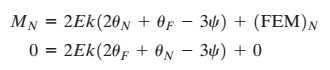 M_N = 2Ek(2θ_N + θ_F − 3ψ) + (FEM)_N
0 = 2Ek(2θ_F + θ_N − 3ψ) + 0